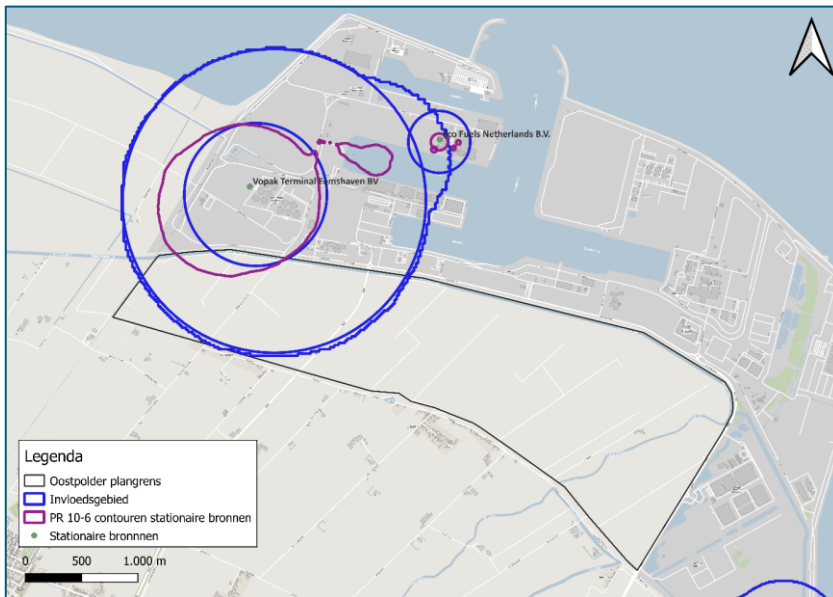 Eco Fuels Netherlands B.V.
Vopak Terminal Eemshaven BV
Legenda
Oostpolder plangrens
Invloedsgebied
PR 10-6 contouren stationaire bronnen
Stationaire bronnnen
0 500 1.000 m